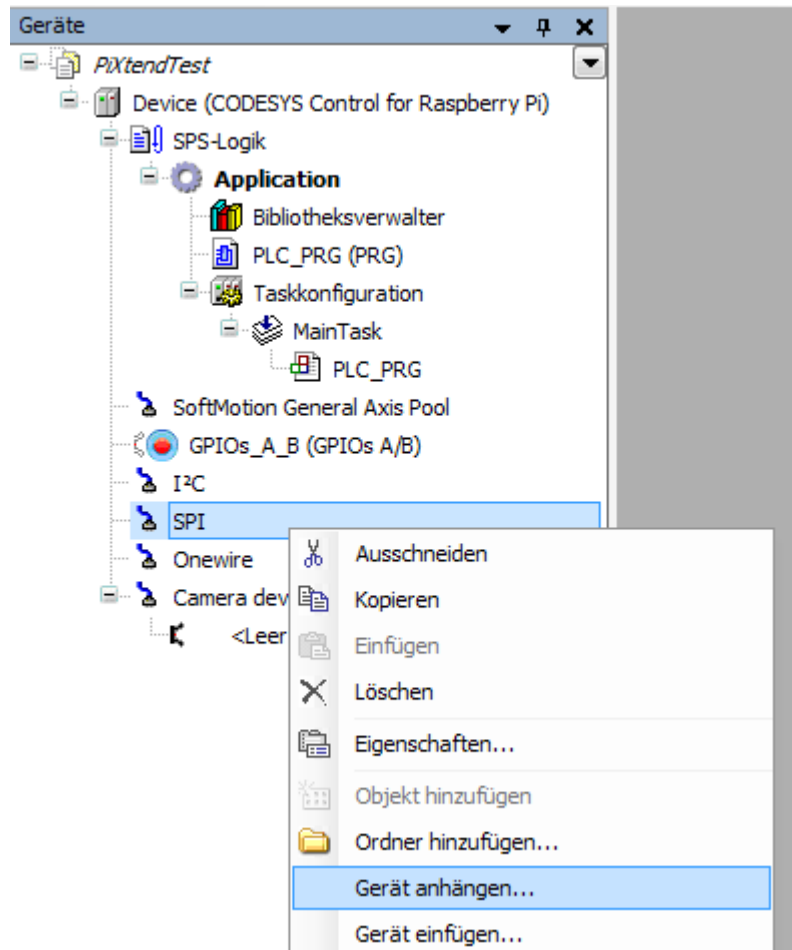 Geräte
PiXtendTest
Device (CODESYS Control for Raspberry Pi)
SPS-Logik
Application
Bibliotheksverwalter
PLC_PRG (PRG)
Taskkonfiguration
MainTask
PLC_PRG
SoftMotion General Axis Pool
GPIOs_A_B (GPIOs A/B)
I²C
SPI
Onewire
Camera dev
<Leer
Ausschneiden
Kopieren
Einfügen
Löschen
Eigenschaften...
Objekt hinzufügen
Ordner hinzufügen...
Gerät anhängen...
Gerät einfügen...